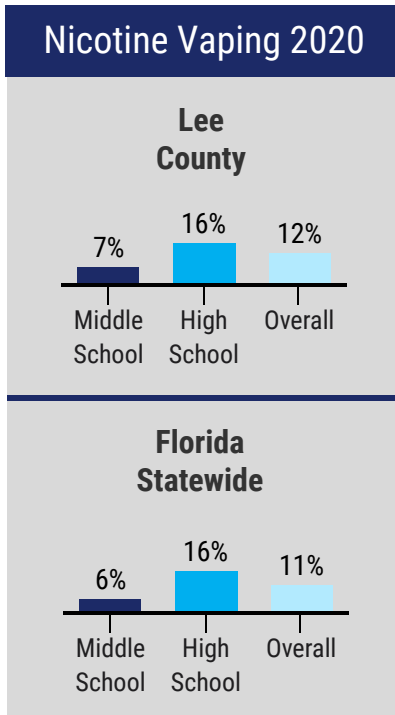 Nicotine Vaping 2020
Lee
County
7%
16%
12%
Middle
School
High
School
Overall
Florida
Statewide
6%
16%
11%
Middle
School
High
School
Overall